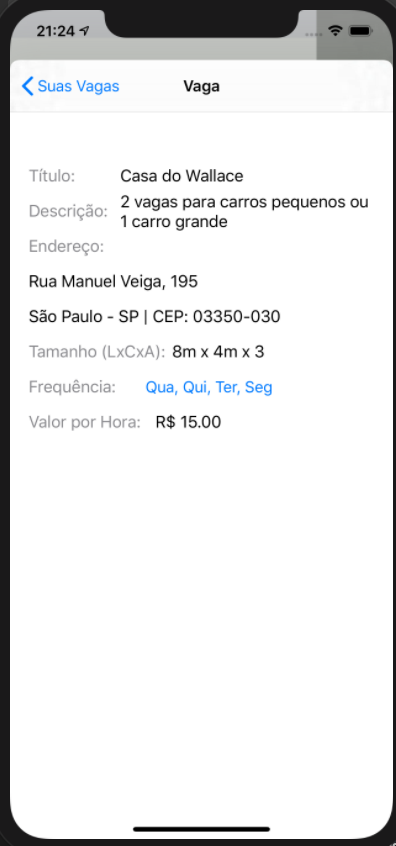 21:24
Suas Vagas Vaga
Título: Casa do Wallace
Descrição: 2 vagas para carros pequenos ou
1 carro grande
Endereço:
Rua Manuel Veiga, 195
São Paulo - SP | CEP: 03350-030
Tamanho (LxCxA): 8m x 4m x 3
Frequência: Qua, Qui, Ter, Seg
Valor por Hora: R$ 15.00